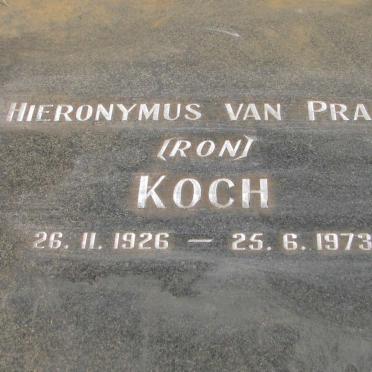 HIERONYMUS VAN PRA
[RON]
KOCH
26. 11. 1926 — 25. 6. 1973